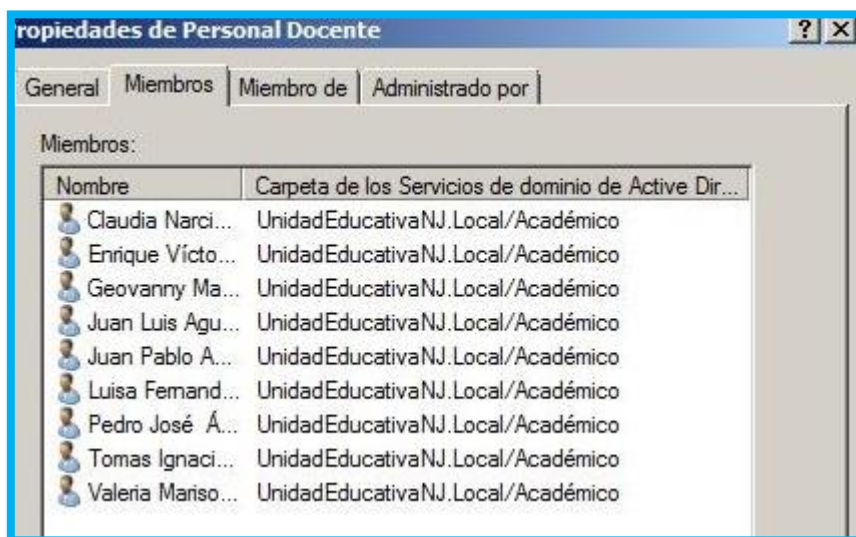 ropiedades de Personal Docente
General Miembros Miembro de Administrado por
Miembros:
Nombre Carpeta de los Servicios de dominio de Active Dir...
Claudia Narci... UnidadEducativaNJ.Local/Académico
Enrique Vícto... UnidadEducativaNJ.Local/Académico
Geovanny Ma... UnidadEducativaNJ.Local/Académico
Juan Luis Agu... UnidadEducativaNJ.Local/Académico
Juan Pablo A... UnidadEducativaNJ.Local/Académico
Luisa Fernand... UnidadEducativaNJ.Local/Académico
Pedro José Á... UnidadEducativaNJ.Local/Académico
Tomas Ignaci... UnidadEducativaNJ.Local/Académico
Valeria Mariso... UnidadEducativaNJ.Local/Académico